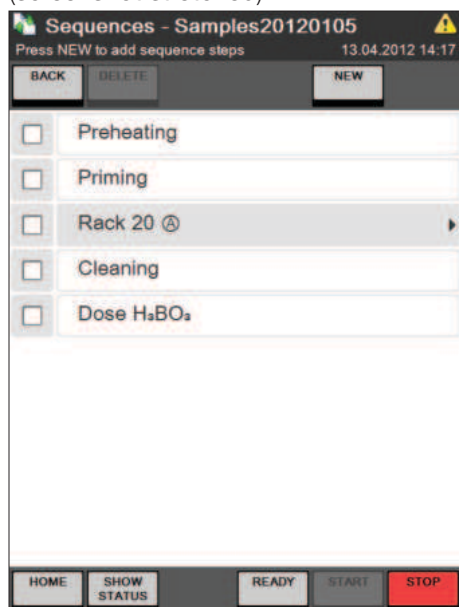 Sequences - Samples20120105
Press NEW to add sequence steps 13.04.2012 14:17
BACK DELETE NEW
Preheating
Priming
Rack 20 Ⓐ
Cleaning
Dose H₃BO₃
HOME SHOW STATUS READY START STOP